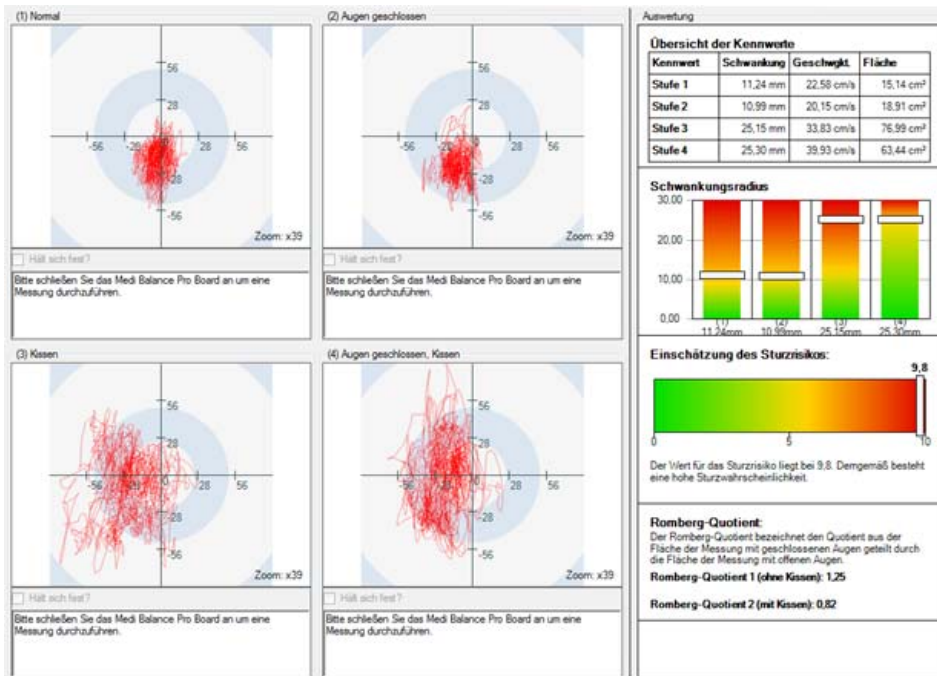 (1) Normal
56
28
-56
-28
0
28
56
-28
-56
Zoom: x39
Hält sich fest?
Bitte schließen Sie das Medi Balance Pro Board an um eine
Messung durchzuführen.
(2) Augen geschlossen
56
28
-56
-28
0
28
56
-28
-56
Zoom: x39
Hält sich fest?
Bitte schließen Sie das Medi Balance Pro Board an um eine
Messung durchzuführen.
(3) Kissen
56
28
-56
-28
0
28
56
-28
-56
Zoom: x39
Hält sich fest?
Bitte schließen Sie das Medi Balance Pro Board an um eine
Messung durchzuführen.
(4) Augen geschlossen, Kissen
56
28
-56
-28
0
28
56
-28
-56
Zoom: x39
Hält sich fest?
Bitte schließen Sie das Medi Balance Pro Board an um eine
Messung durchzuführen.
Auswertung
Übersicht der Kennwerte
Kennwert Schwankung Geschwgkt. Fläche
Stufe 1 11,24 mm 22,58 cm/s 15,14 cm²
Stufe 2 10,99 mm 20,15 cm/s 18,91 cm²
Stufe 3 25,15 mm 33,83 cm/s 76,99 cm²
Stufe 4 25,30 mm 39,93 cm/s 63,44 cm²
Schwankungsradius
30,00
20,00
10,00
0,00
(1) (2) (3) (4)
11,24mm 10,99mm 25,15mm 25,30mm
Einschätzung des Sturzrisikos:
9,8
0 5 10
Der Wert für das Sturzrisiko liegt bei 9,8. Demgemäß besteht
eine hohe Sturzwahrscheinlichkeit.
Romberg-Quotient:
Der Romberg-Quotient bezeichnet den Quotient aus der
Fläche der Messung mit geschlossenen Augen geteilt durch
die Fläche der Messung mit offenen Augen.
Romberg-Quotient 1 (ohne Kissen): 1,25
Romberg-Quotient 2 (mit Kissen): 0,82